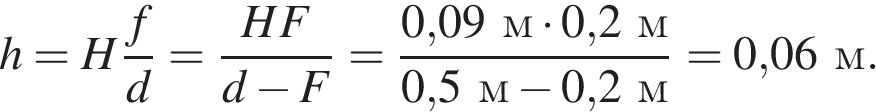 h = H f/d = HF/(d − F) = (0,09 м · 0,2 м)/(0,5 м − 0,2 м) = 0,06 м.